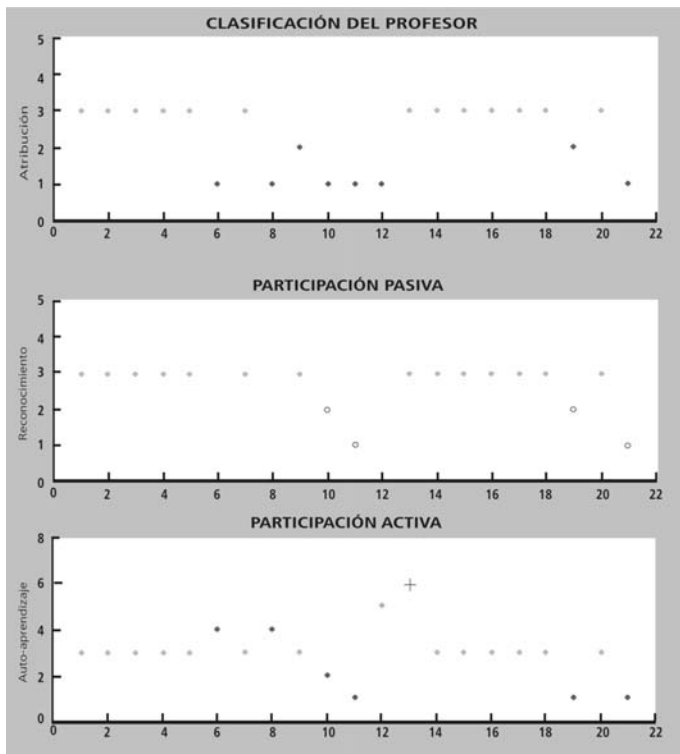 CLASIFICACIÓN DEL PROFESOR
5
4
3
2
1
0
Atribución
0 2 4 6 8 10 12 14 16 18 20 22
PARTICIPACIÓN PASIVA
5
4
3
2
1
0
Reconocimiento
0 2 4 6 8 10 12 14 16 18 20 22
PARTICIPACIÓN ACTIVA
8
6
4
2
0
Auto-aprendizaje
0 2 4 6 8 10 12 14 16 18 20 22